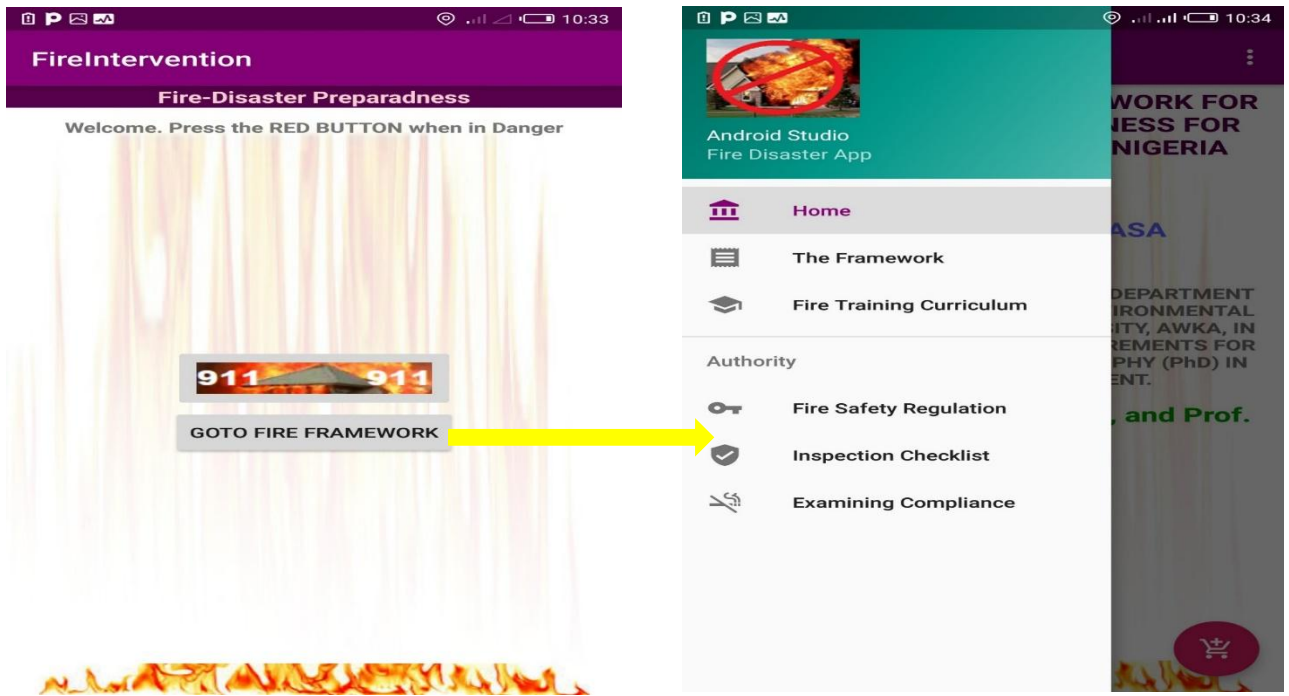 10:33
FireIntervention
Fire-Disaster Preparadness
Welcome. Press the RED BUTTON when in Danger
911 911
GOTO FIRE FRAMEWORK
10:34
Android Studio
Fire Disaster App
Home
The Framework
Fire Training Curriculum
Authority
Fire Safety Regulation
Inspection Checklist
Examining Compliance
WORK FOR
NESS FOR
NIGERIA
ASA
DEPARTMENT
IRONMENTAL
ITY, AWKA, IN
REMENTS FOR
PHY (PhD) IN
ENT.
, and Prof.